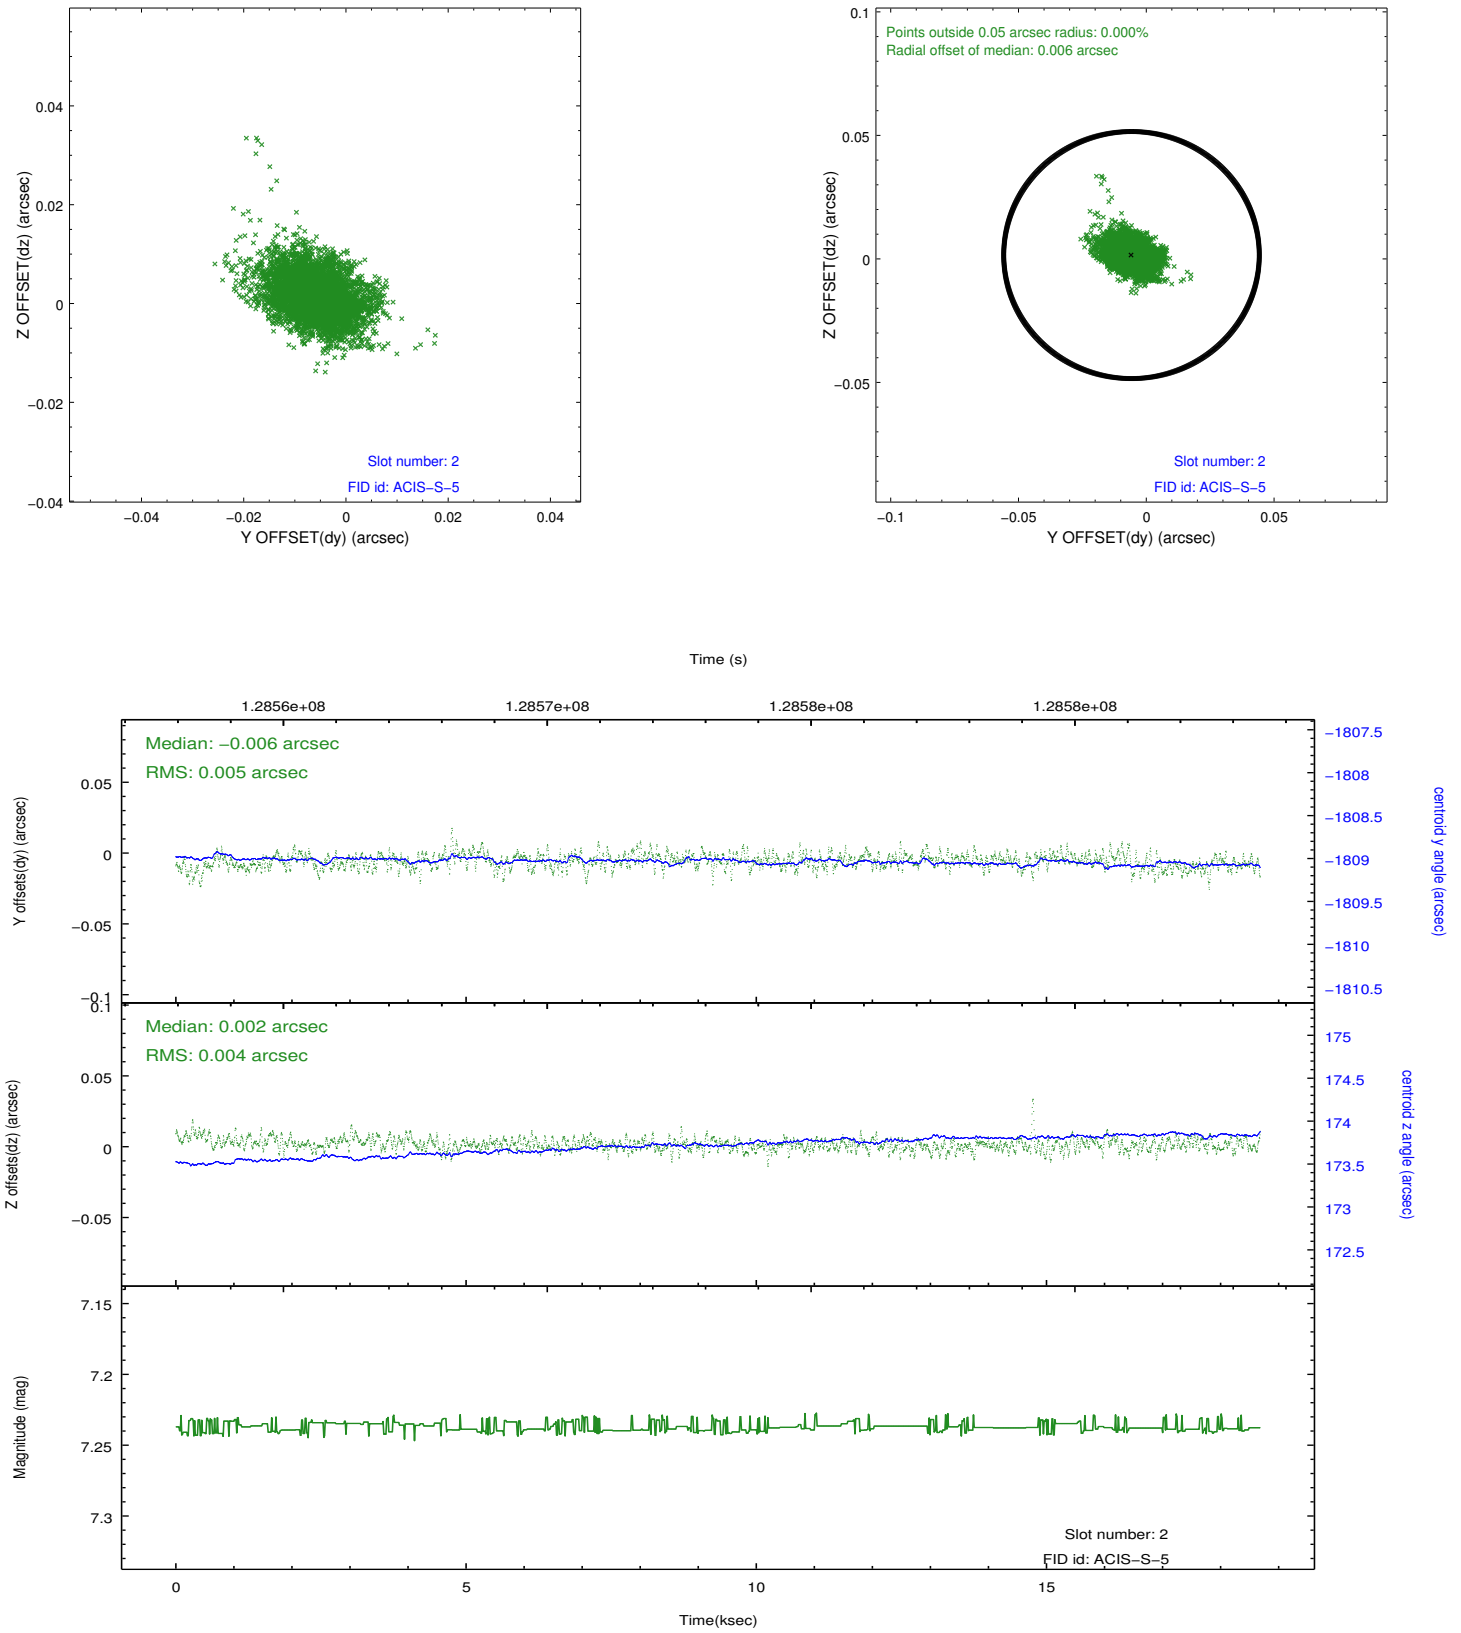 0.04
0.02
0
−0.02
−0.04
−0.04
−0.02
0
0.02
0.04
Z OFFSET(dz) (arcsec)
Y OFFSET(dy) (arcsec)
Slot number: 2
FID id: ACIS−S−5
Points outside 0.05 arcsec radius: 0.000%
Radial offset of median: 0.006 arcsec
0.1
0.05
0
−0.05
−0.1
−0.05
0
0.05
Z OFFSET(dz) (arcsec)
Y OFFSET(dy) (arcsec)
Slot number: 2
FID id: ACIS−S−5
Time (s)
1.2856e+08
1.2857e+08
1.2858e+08
1.2858e+08
Median: −0.006 arcsec
RMS: 0.005 arcsec
0.05
0
−0.05
−0.1
Y offsets(dy) (arcsec)
−1807.5
−1808
−1808.5
−1809
−1809.5
−1810
−1810.5
centroid y angle (arcsec)
Median: 0.002 arcsec
RMS: 0.004 arcsec
0.1
0.05
0
−0.05
Z offsets(dz) (arcsec)
175
174.5
174
173.5
173
172.5
centroid z angle (arcsec)
7.15
7.2
7.25
7.3
Magnitude (mag)
Slot number: 2
FID id: ACIS−S−5
0
5
10
15
Time(ksec)